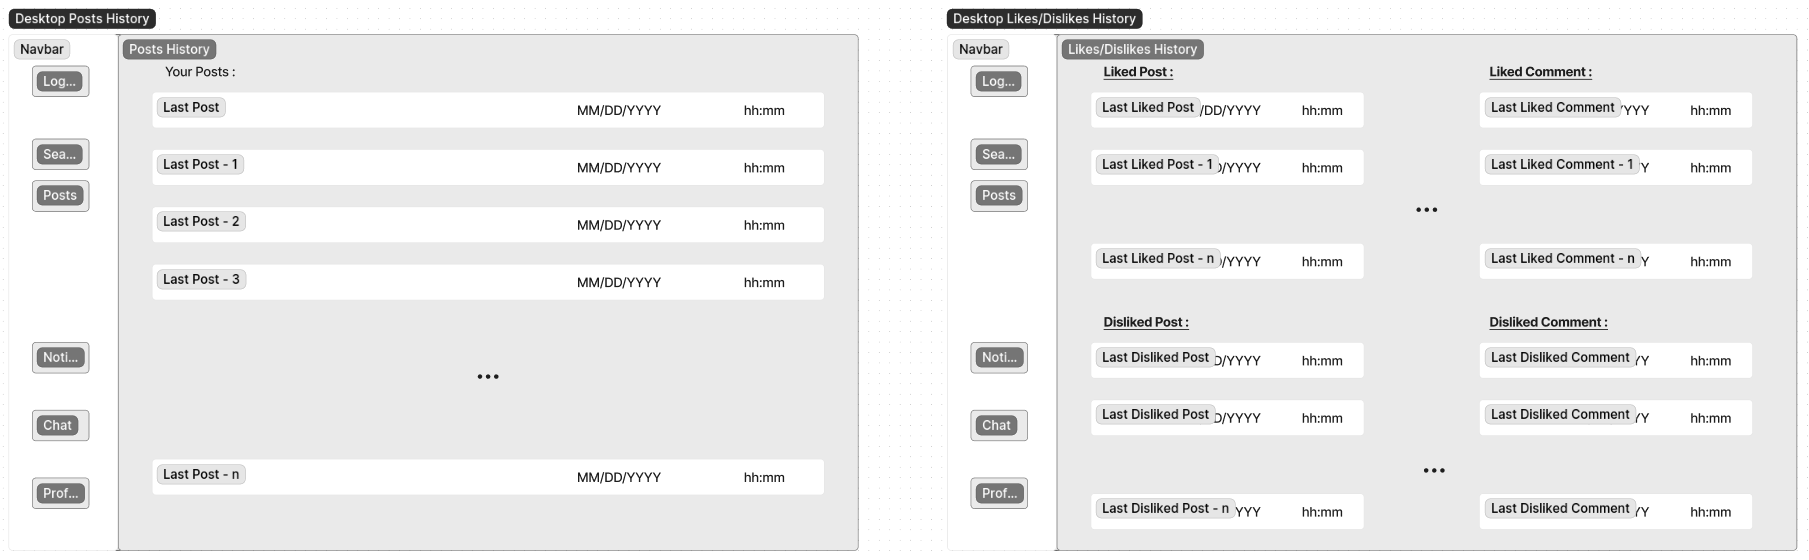 Desktop Posts History
Navbar
Posts History
Log...
Your Posts :
Last Post MM/DD/YYYY hh:mm
Sea...
Last Post - 1 MM/DD/YYYY hh:mm
Posts
Last Post - 2 MM/DD/YYYY hh:mm
Last Post - 3 MM/DD/YYYY hh:mm
Noti...
...
Chat
Last Post - n MM/DD/YYYY hh:mm
Prof...
Desktop Likes/Dislikes History
Navbar
Likes/Dislikes History
Log...
Liked Post : Liked Comment :
Last Liked Post /DD/YYYY hh:mm Last Liked Comment YYY hh:mm
Sea...
Last Liked Post - 1 /YYYY hh:mm Last Liked Comment - 1 Y hh:mm
Posts
...
Last Liked Post - n /YYYY hh:mm Last Liked Comment - n Y hh:mm
Disliked Post : Disliked Comment :
Noti...
Last Disliked Post D/YYYY hh:mm Last Disliked Comment YY hh:mm
Chat
Last Disliked Post D/YYYY hh:mm Last Disliked Comment YY hh:mm
...
Prof...
Last Disliked Post - n YYY hh:mm Last Disliked Comment YY hh:mm